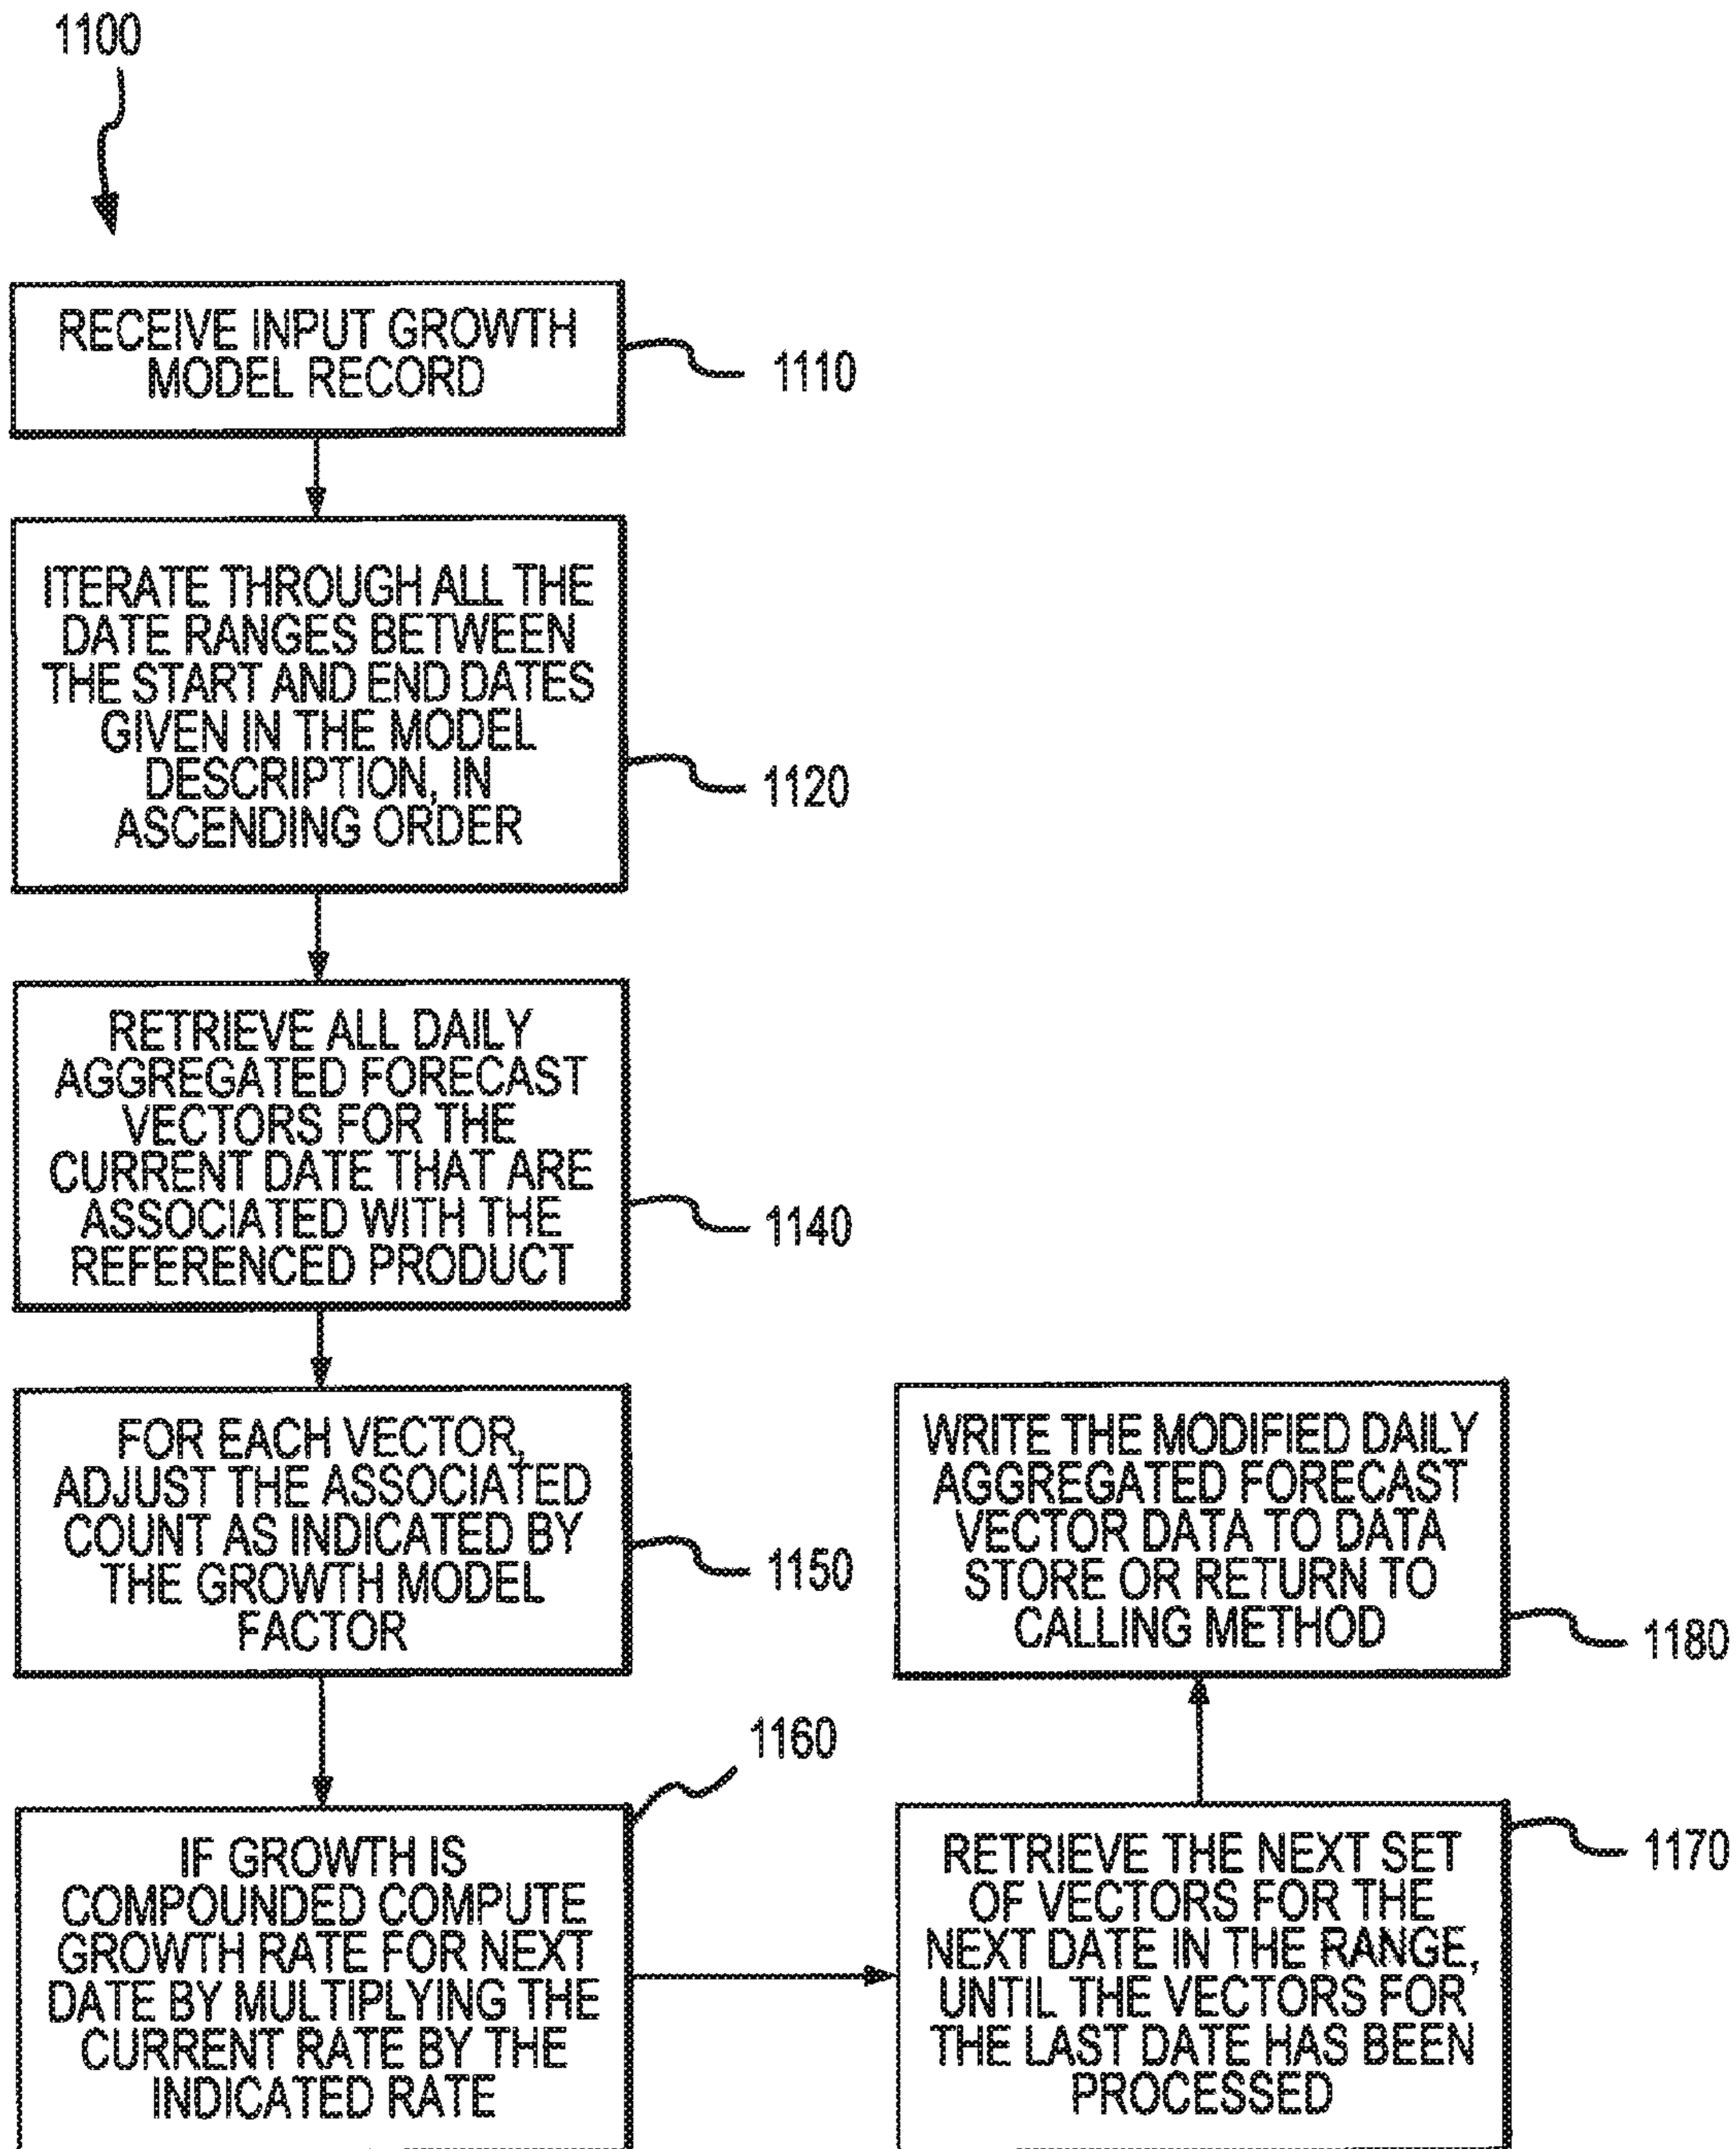 1100
RECEIVE INPUT GROWTH
MODEL RECORD
1110
ITERATE THROUGH ALL THE
DATE RANGES BETWEEN
THE START AND END DATES
GIVEN IN THE MODEL
DESCRIPTION, IN
ASCENDING ORDER
1120
RETRIEVE ALL DAILY
AGGREGATED FORECAST
VECTORS FOR THE
CURRENT DATE THAT ARE
ASSOCIATED WITH THE
REFERENCED PRODUCT
1140
FOR EACH VECTOR,
ADJUST THE ASSOCIATED
COUNT AS INDICATED BY
THE GROWTH MODEL
FACTOR
1150
IF GROWTH IS
COMPOUNDED COMPUTE
GROWTH RATE FOR NEXT
DATE BY MULTIPLYING THE
CURRENT RATE BY THE
INDICATED RATE
1160
RETRIEVE THE NEXT SET
OF VECTORS FOR THE
NEXT DATE IN THE RANGE,
UNTIL THE VECTORS FOR
THE LAST DATE HAS BEEN
PROCESSED
1170
WRITE THE MODIFIED DAILY
AGGREGATED FORECAST
VECTOR DATA TO DATA
STORE OR RETURN TO
CALLING METHOD
1180